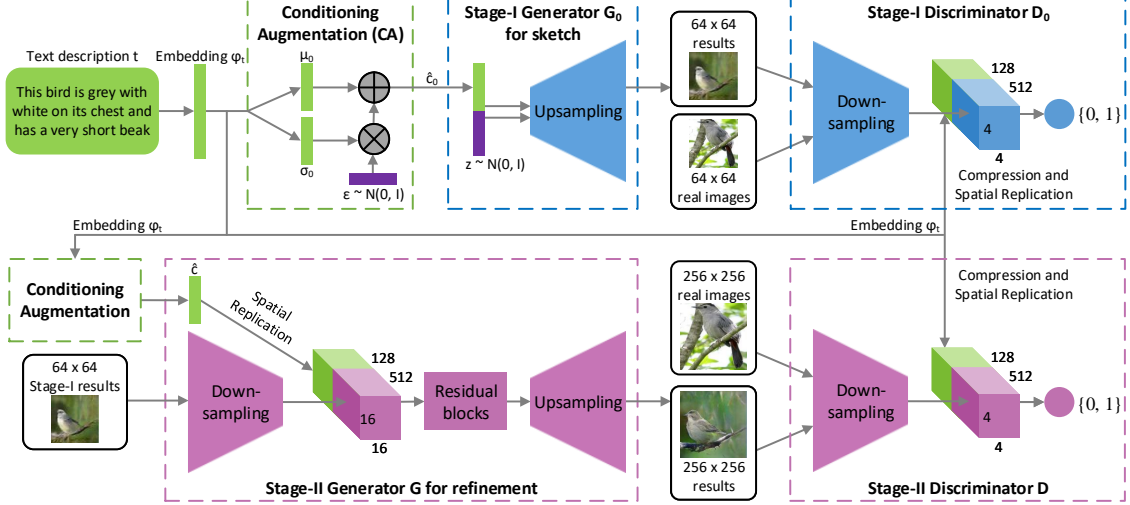 Conditioning
Augmentation (CA)
Stage-I Generator G₀
for sketch
Stage-I Discriminator D₀
Text description t
Embedding φₜ
This bird is grey with
white on its chest and
has a very short beak
μ₀
σ₀
ε ~ N(0, I)
ĉ₀
z ~ N(0, I)
Upsampling
64 x 64
results
64 x 64
real images
Down-
sampling
128
512
4
4
{0, 1}
Compression and
Spatial Replication
Embedding φₜ
Embedding φₜ
Conditioning
Augmentation
ĉ
Spatial
Replication
64 x 64
Stage-I results
Down-
sampling
128
512
16
16
Residual
blocks
Upsampling
Stage-II Generator G for refinement
256 x 256
real images
256 x 256
results
Compression and
Spatial Replication
Down-
sampling
128
512
4
4
{0, 1}
Stage-II Discriminator D